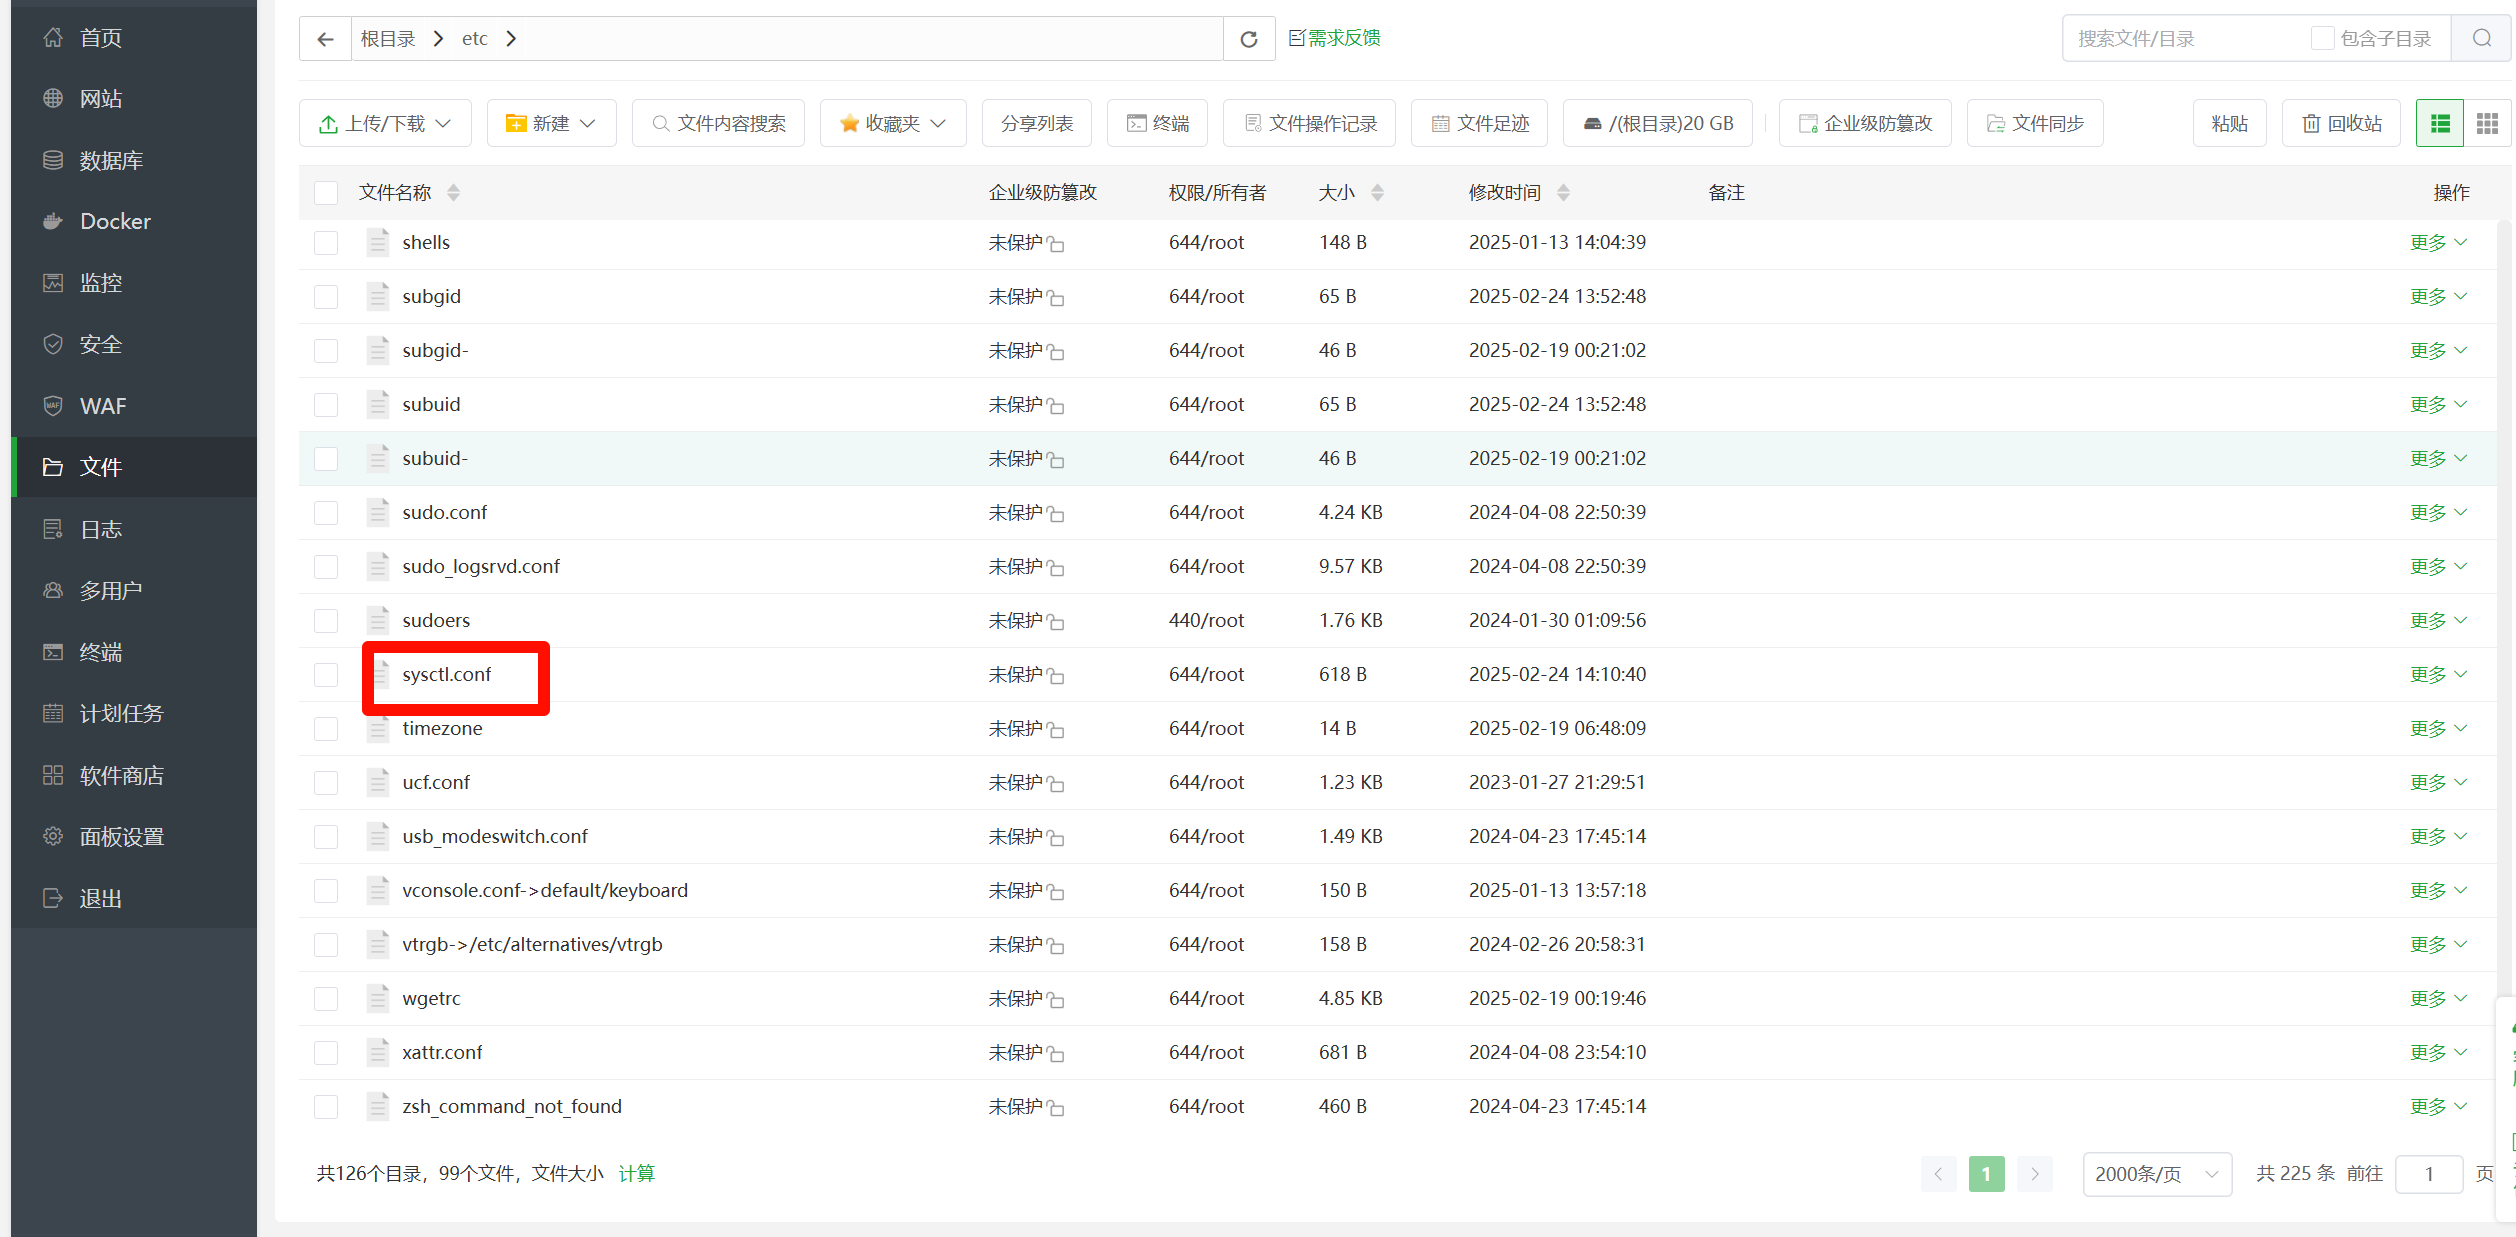 首页
网站
数据库
Docker
监控
安全
WAF
文件
日志
多用户
终端
计划任务
软件商店
面板设置
退出
根目录 etc
需求反馈
搜索文件/目录 包含子目录
上传/下载 新建 文件内容搜索 收藏夹 分享列表 终端 文件操作记录 文件足迹 /(根目录)20 GB 企业级防篡改 文件同步 粘贴 回收站
文件名称 企业级防篡改 权限/所有者 大小 修改时间 备注 操作
shells 未保护 644/root 148 B 2025-01-13 14:04:39 更多
subgid 未保护 644/root 65 B 2025-02-24 13:52:48 更多
subgid- 未保护 644/root 46 B 2025-02-19 00:21:02 更多
subuid 未保护 644/root 65 B 2025-02-24 13:52:48 更多
subuid- 未保护 644/root 46 B 2025-02-19 00:21:02 更多
sudo.conf 未保护 644/root 4.24 KB 2024-04-08 22:50:39 更多
sudo_logsrvd.conf 未保护 644/root 9.57 KB 2024-04-08 22:50:39 更多
sudoers 未保护 440/root 1.76 KB 2024-01-30 01:09:56 更多
sysctl.conf 未保护 644/root 618 B 2025-02-24 14:10:40 更多
timezone 未保护 644/root 14 B 2025-02-19 06:48:09 更多
ucf.conf 未保护 644/root 1.23 KB 2023-01-27 21:29:51 更多
usb_modeswitch.conf 未保护 644/root 1.49 KB 2024-04-23 17:45:14 更多
vconsole.conf->default/keyboard 未保护 644/root 150 B 2025-01-13 13:57:18 更多
vtrgb->/etc/alternatives/vtrgb 未保护 644/root 158 B 2024-02-26 20:58:31 更多
wgetrc 未保护 644/root 4.85 KB 2025-02-19 00:19:46 更多
xattr.conf 未保护 644/root 681 B 2024-04-08 23:54:10 更多
zsh_command_not_found 未保护 644/root 460 B 2024-04-23 17:45:14 更多
共126个目录，99个文件，文件大小 计算
1 2000条/页 共 225 条 前往 1 页